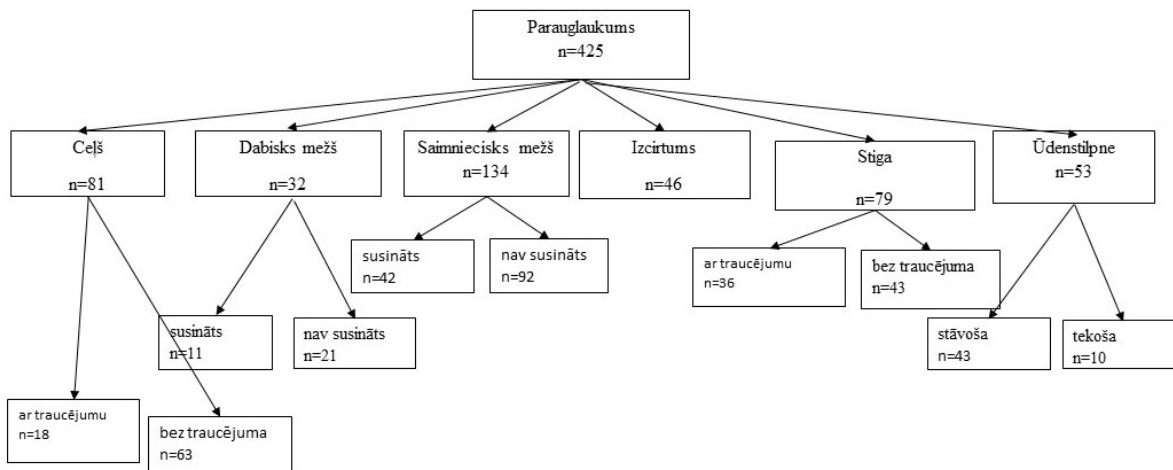 Parauglaukums
n=425
Ceļš
n=81
Dabisks mežš
n=32
Saimniecisks mežš
n=134
Izcirtums
n=46
Stiga
n=79
Ūdenstilpne
n=53
susināts
n=42
nav susināts
n=92
ar traucējumu
n=36
bez traucējuma
n=43
susināts
n=11
nav susināts
n=21
stāvoša
n=43
tekoša
n=10
ar traucējumu
n=18
bez traucējuma
n=63